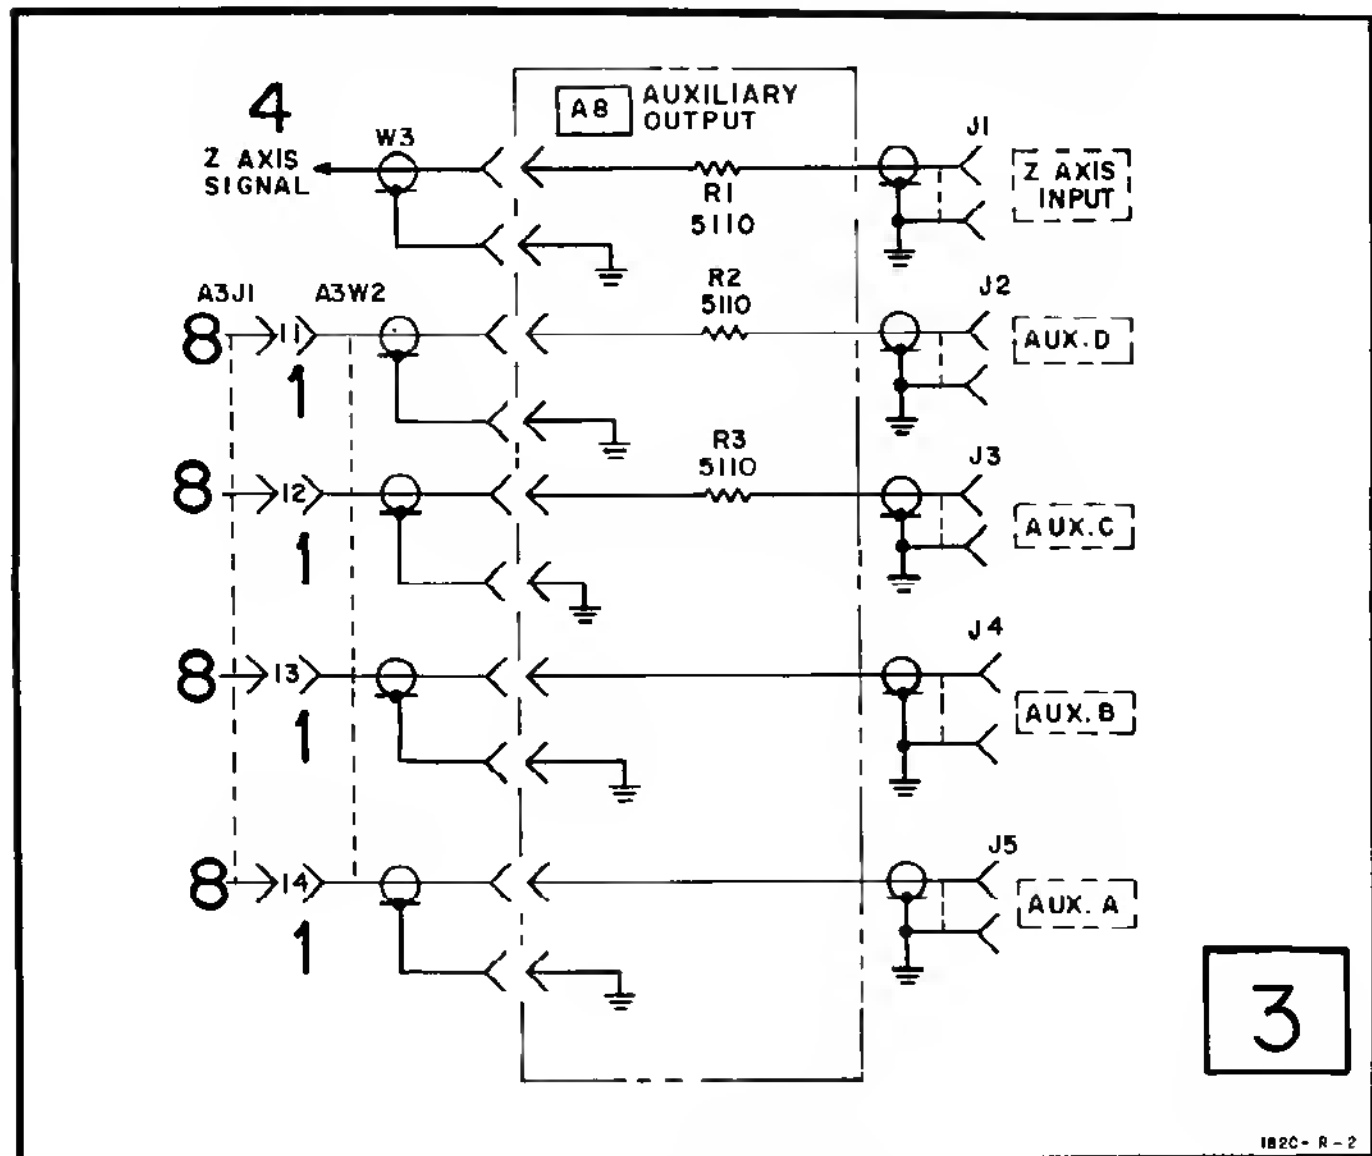 4
Z AXIS
SIGNAL
W3
A8
AUXILIARY
OUTPUT
R1
5110
J1
Z AXIS
INPUT
A3J1
A3W2
8
11
1
R2
5110
J2
AUX. D
8
12
1
R3
5110
J3
AUX. C
8
13
1
J4
AUX. B
8
14
1
J5
AUX. A
3
182C-R-2